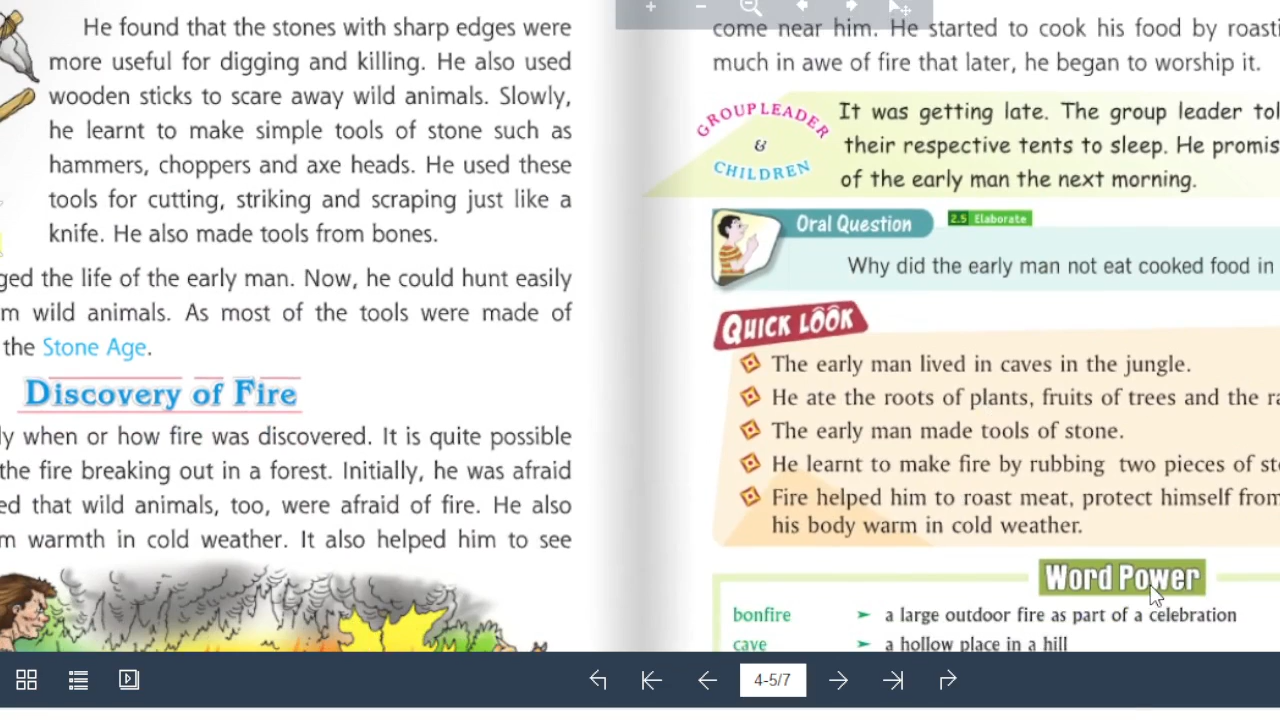 He found that the stones with sharp edges were
more useful for digging and killing. He also used
wooden sticks to scare away wild animals. Slowly,
he learnt to make simple tools of stone such as
hammers, choppers and axe heads. He used these
tools for cutting, striking and scraping just like a
knife. He also made tools from bones.
ged the life of the early man. Now, he could hunt easily
m wild animals. As most of the tools were made of
the Stone Age.
Discovery of Fire
ly when or how fire was discovered. It is quite possible
the fire breaking out in a forest. Initially, he was afraid
ed that wild animals, too, were afraid of fire. He also
m warmth in cold weather. It also helped him to see
come near him. He started to cook his food by roasti
much in awe of fire that later, he began to worship it.
GROUP LEADER
&
CHILDREN
It was getting late. The group leader tol
their respective tents to sleep. He promis
of the early man the next morning.
Oral Question
2.5 Elaborate
Why did the early man not eat cooked food in
QUICK LOOK
The early man lived in caves in the jungle.
He ate the roots of plants, fruits of trees and the ra
The early man made tools of stone.
He learnt to make fire by rubbing two pieces of sto
Fire helped him to roast meat, protect himself from
his body warm in cold weather.
Word Power
bonfire ➤ a large outdoor fire as part of a celebration
cave ➤ a hollow place in a hill
4-5/7